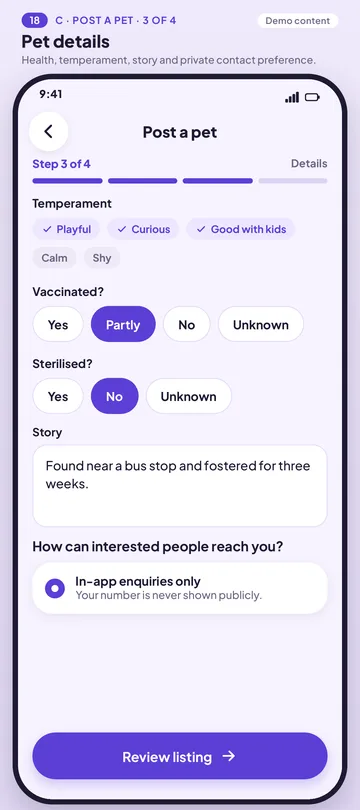 18 C · POST A PET · 3 OF 4 Demo content
Pet details
Health, temperament, story and private contact preference.
9:41
Post a pet
Step 3 of 4 Details
Temperament
Playful Curious Good with kids
Calm Shy
Vaccinated?
Yes Partly No Unknown
Sterilised?
Yes No Unknown
Story
Found near a bus stop and fostered for three
weeks.
How can interested people reach you?
In-app enquiries only
Your number is never shown publicly.
Review listing →